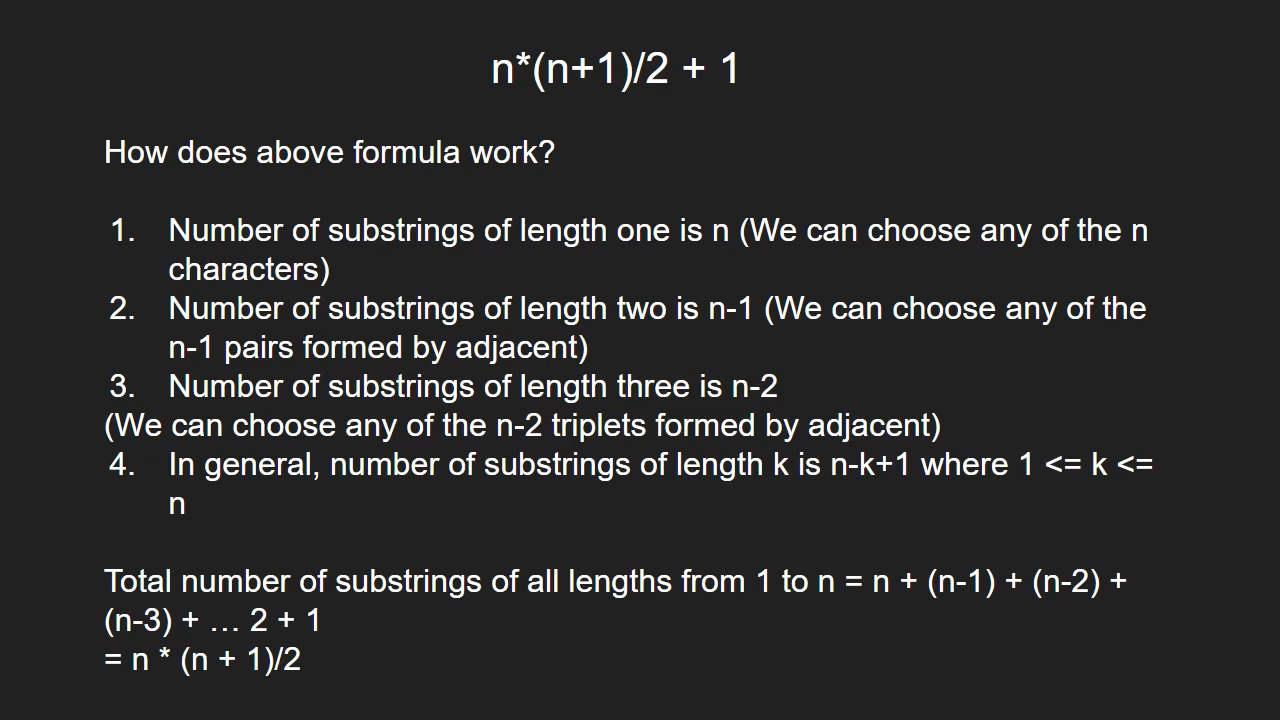 n*(n+1)/2 + 1
How does above formula work?
1. Number of substrings of length one is n (We can choose any of the n
characters)
2. Number of substrings of length two is n-1 (We can choose any of the
n-1 pairs formed by adjacent)
3. Number of substrings of length three is n-2
(We can choose any of the n-2 triplets formed by adjacent)
4. In general, number of substrings of length k is n-k+1 where 1 <= k <=
n
Total number of substrings of all lengths from 1 to n = n + (n-1) + (n-2) +
(n-3) + … 2 + 1
= n * (n + 1)/2